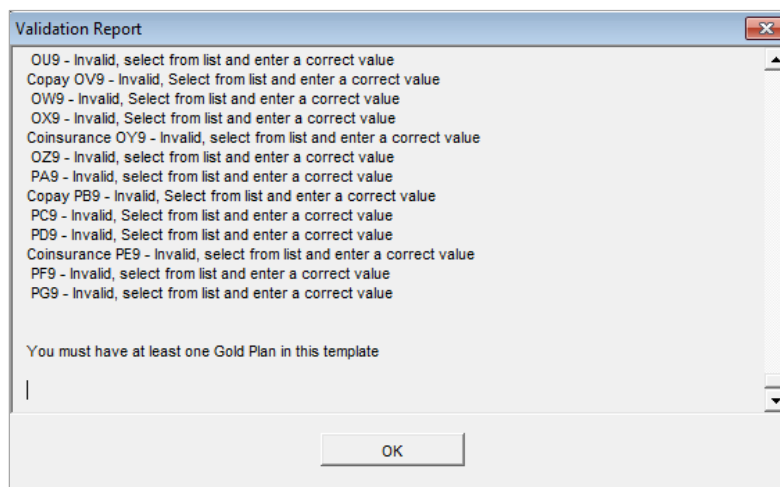 Validation Report
OU9 - Invalid, select from list and enter a correct value
Copay OV9 - Invalid, Select from list and enter a correct value
OW9 - Invalid, Select from list and enter a correct value
OX9 - Invalid, Select from list and enter a correct value
Coinsurance OY9 - Invalid, select from list and enter a correct value
OZ9 - Invalid, select from list and enter a correct value
PA9 - Invalid, select from list and enter a correct value
Copay PB9 - Invalid, Select from list and enter a correct value
PC9 - Invalid, Select from list and enter a correct value
PD9 - Invalid, Select from list and enter a correct value
Coinsurance PE9 - Invalid, select from list and enter a correct value
PF9 - Invalid, select from list and enter a correct value
PG9 - Invalid, select from list and enter a correct value
You must have at least one Gold Plan in this template
OK